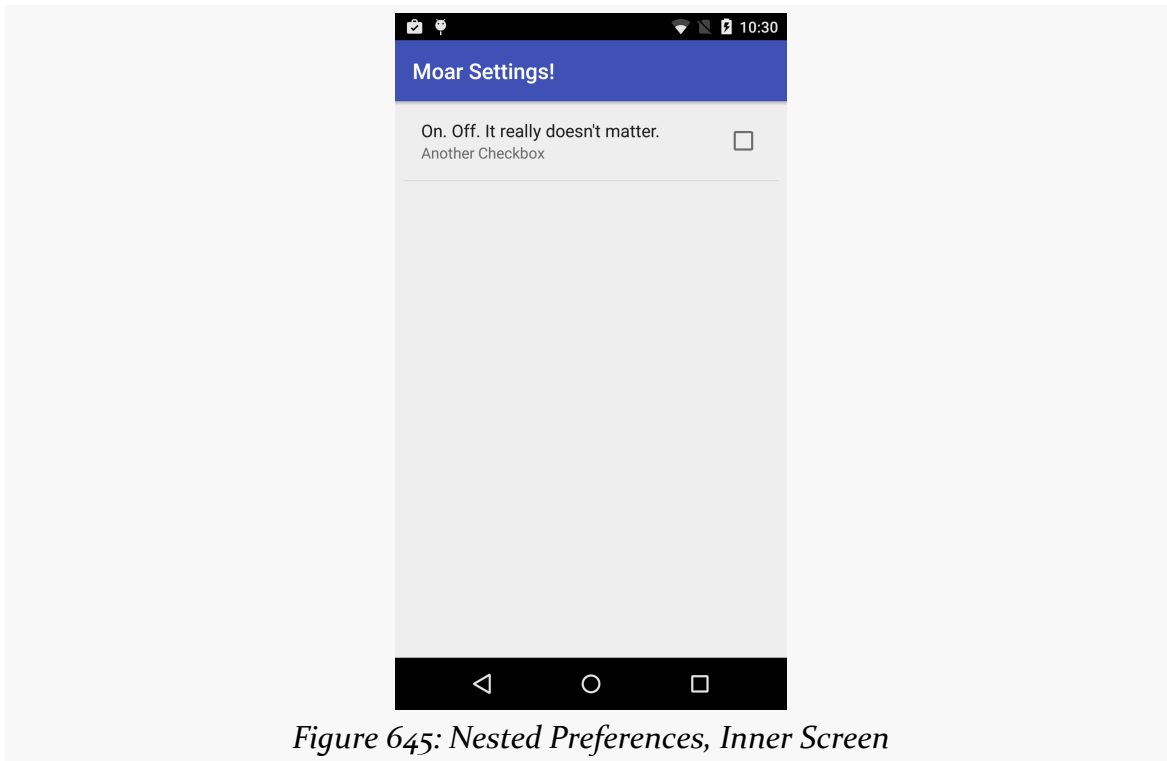 10:30
Moar Settings!
On. Off. It really doesn't matter.
Another Checkbox
Figure 645: Nested Preferences, Inner Screen